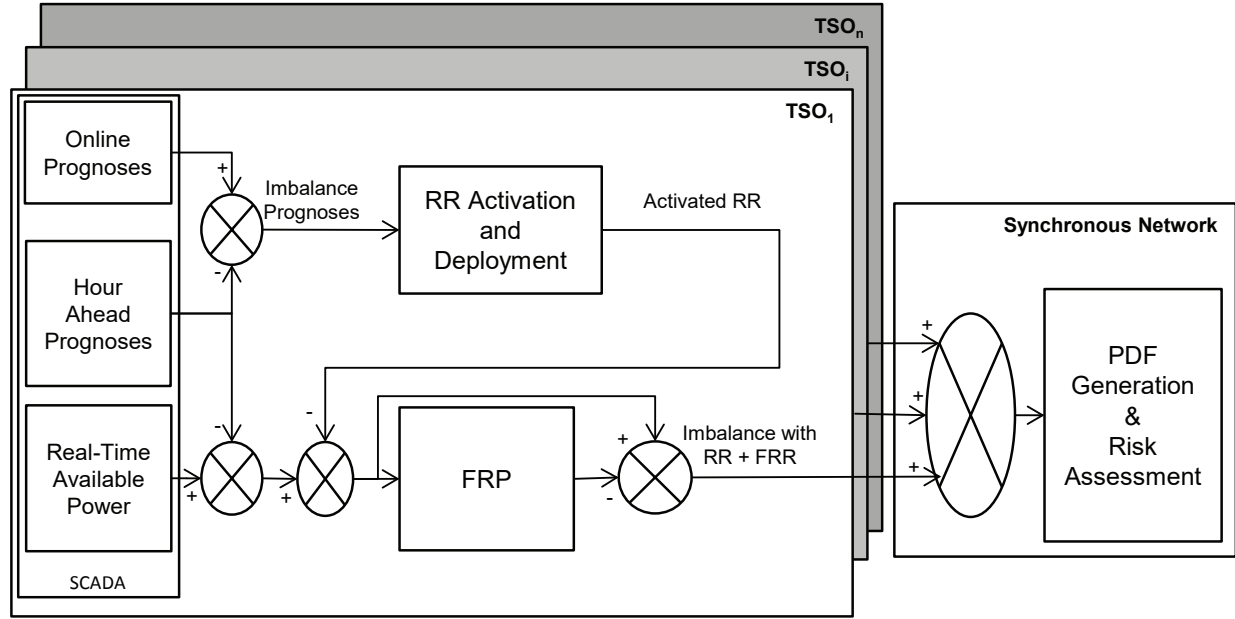 TSOn
TSOi
TSO1
Online
Prognoses
+
Imbalance
Prognoses
RR Activation
and
Deployment
Activated RR
Synchronous Network
-
Hour
Ahead
Prognoses
+
PDF
Generation
&
Risk
Assessment
-
-
+
+
Real-Time
Available
Power
+
+
FRP
-
Imbalance with
RR + FRR
+
SCADA